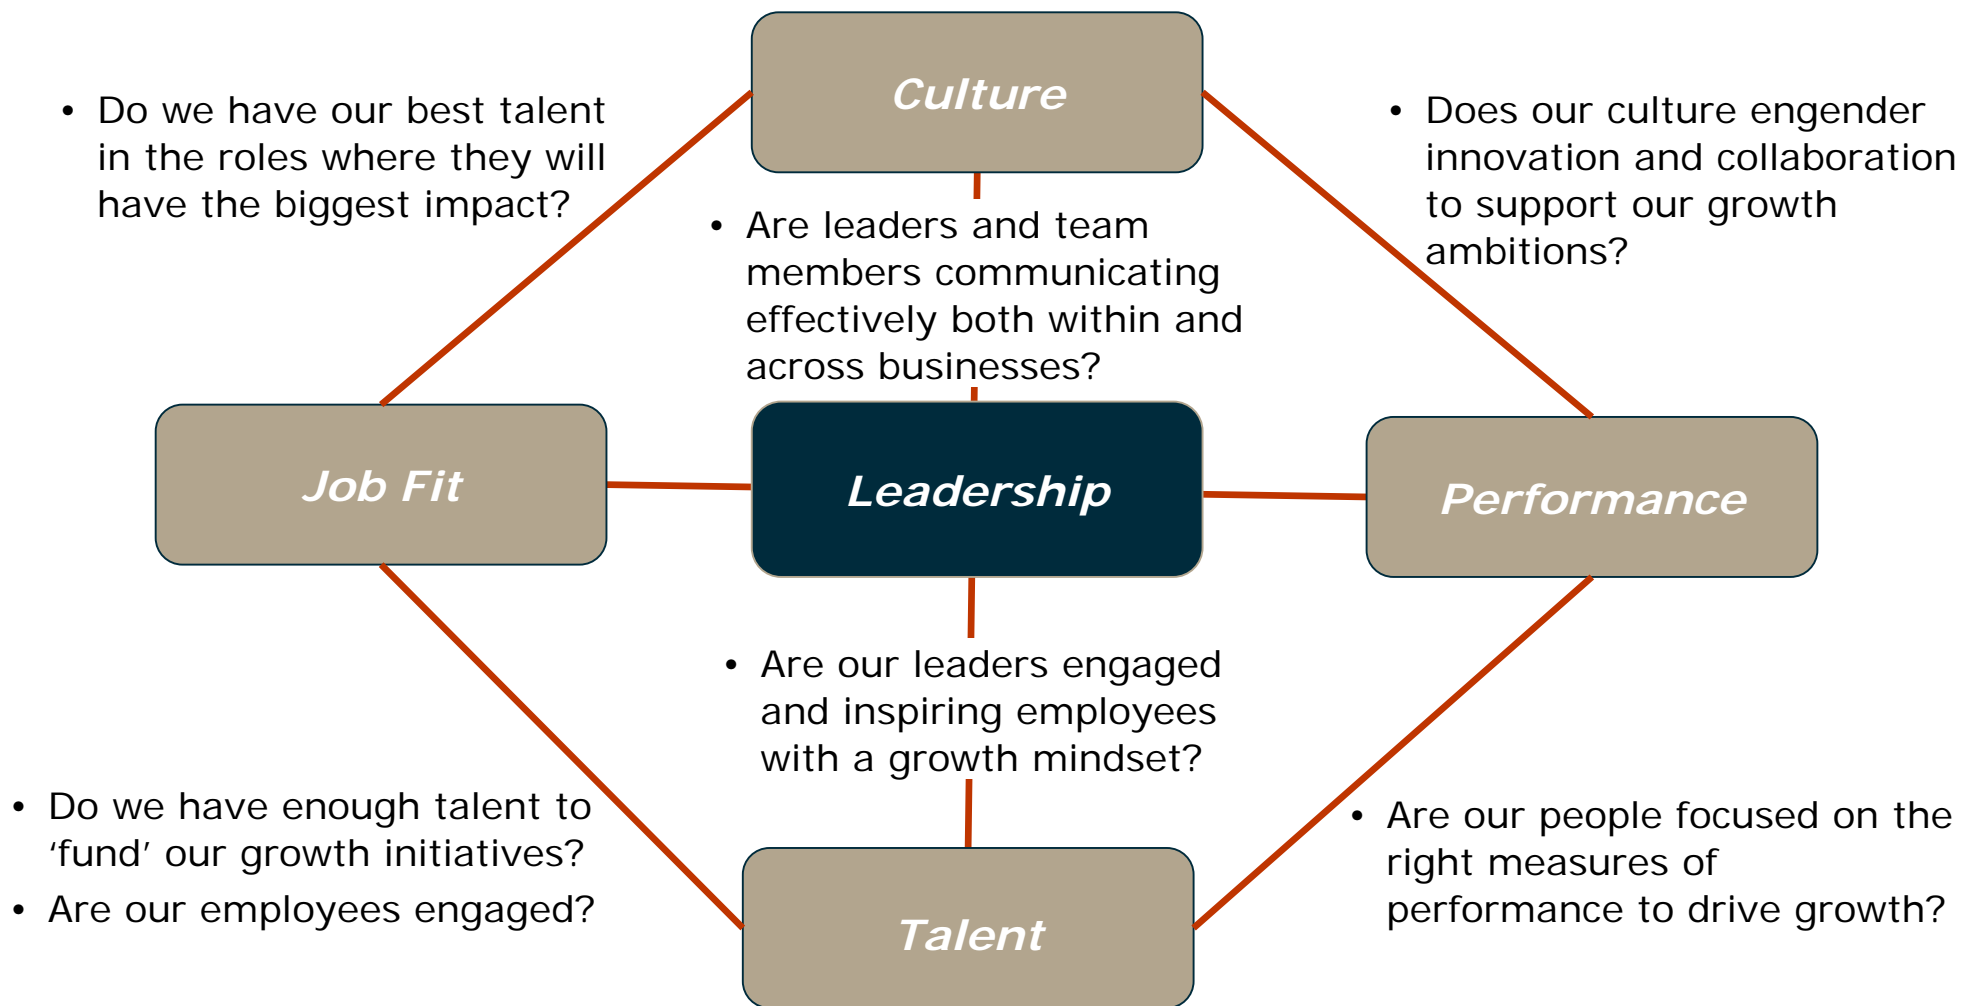 Culture
• Do we have our best talent
in the roles where they will
have the biggest impact?
• Does our culture engender
innovation and collaboration
to support our growth
ambitions?
• Are leaders and team
members communicating
effectively both within and
across businesses?
Job Fit
Leadership
Performance
• Are our leaders engaged
and inspiring employees
with a growth mindset?
• Do we have enough talent to
‘fund’ our growth initiatives?
• Are our employees engaged?
• Are our people focused on the
right measures of
performance to drive growth?
Talent